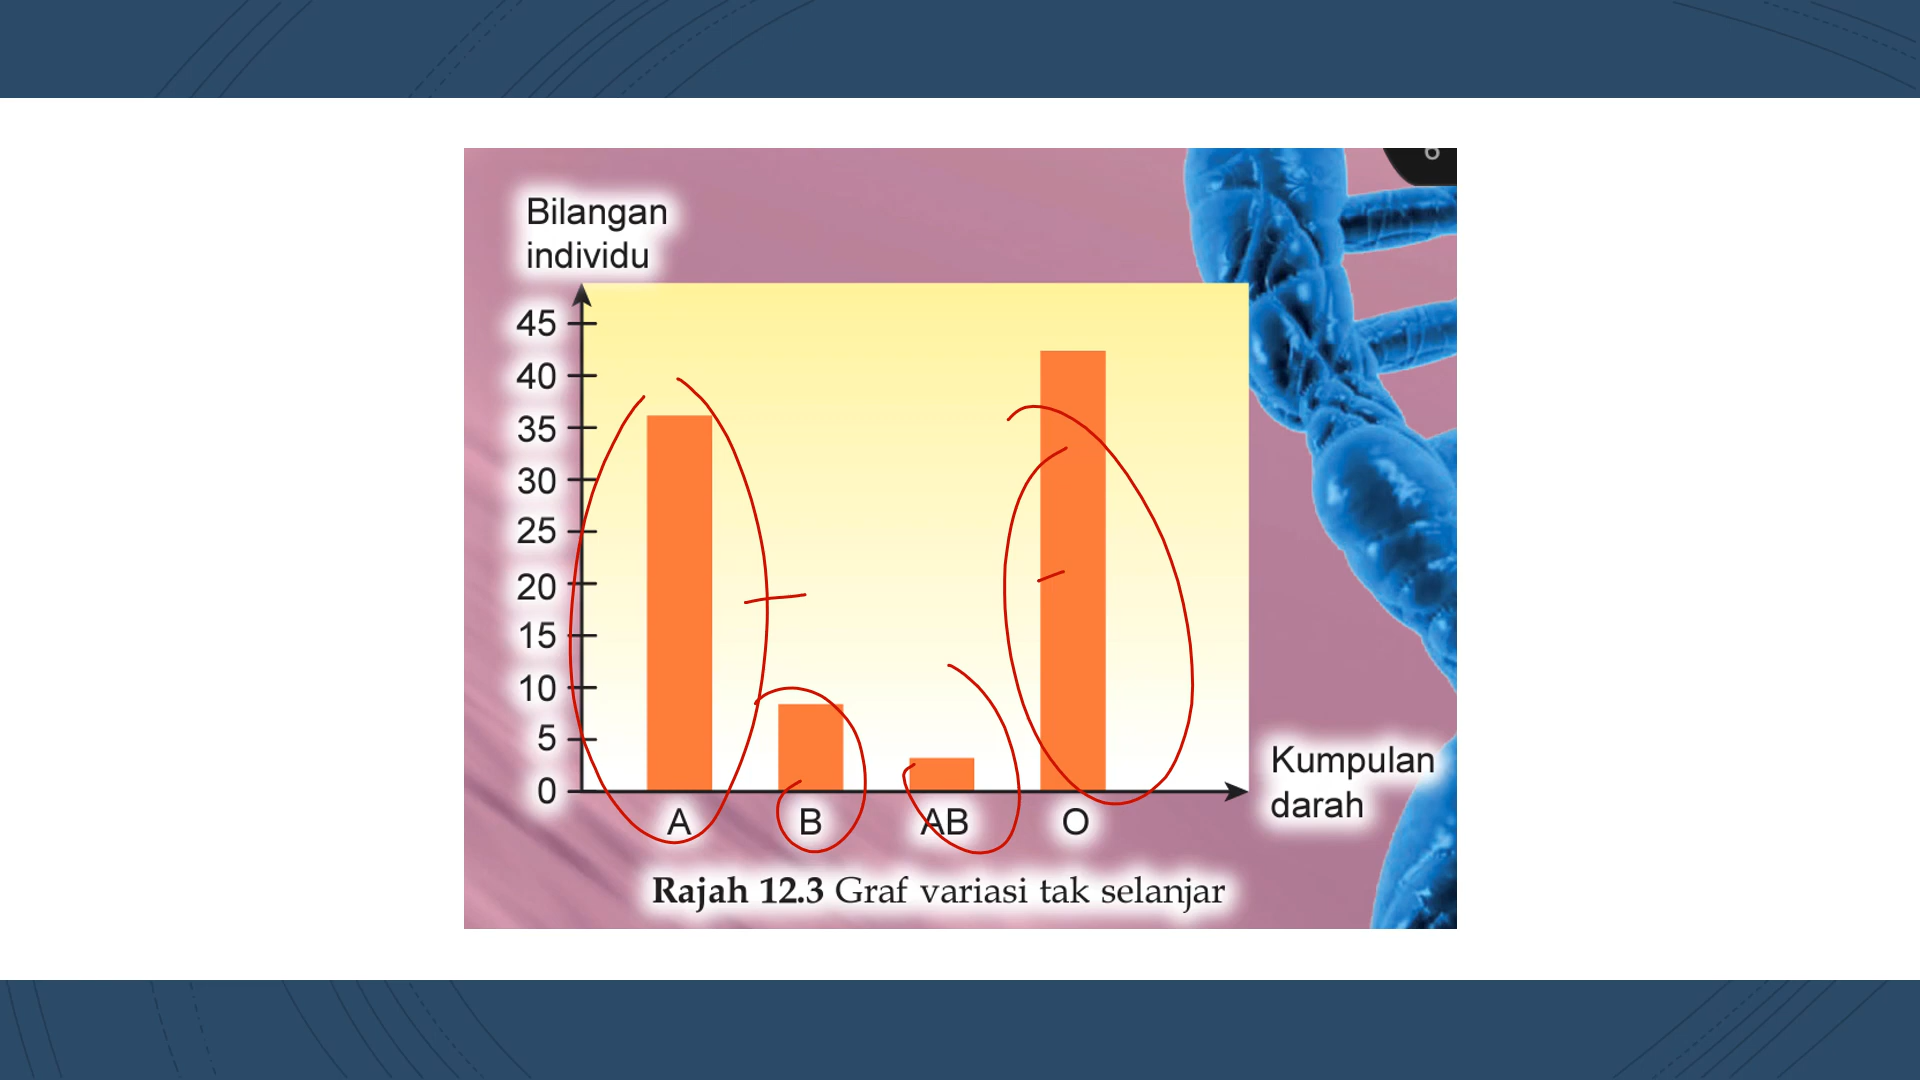 6
Bilangan
individu
45
40
35
30
25
20
15
10
5
0
A B AB O
Kumpulan
darah
Rajah 12.3 Graf variasi tak selanjar